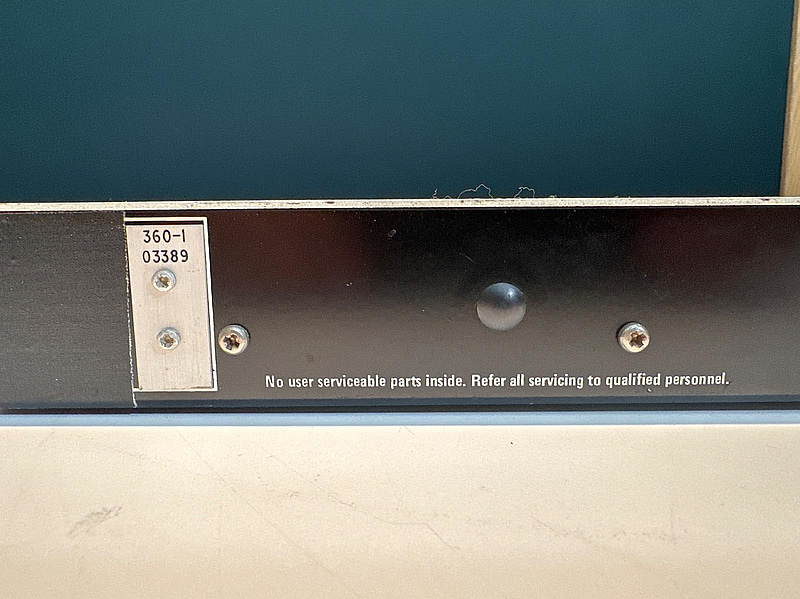 360-1
03389
No user serviceable parts inside. Refer all servicing to qualified personnel.